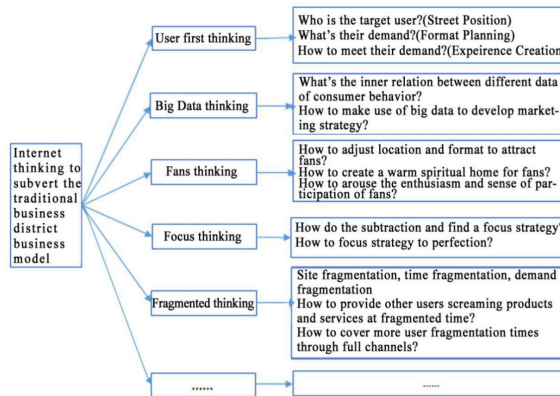 Internet
thinking to
subvert the
traditional
business
district
business
model
User first thinking
Who is the target user?(Street Position)
What's their demand?(Format Planning)
How to meet their demand?(Expeirence Creation
Big Data thinking
What's the inner relation between different data
of consumer behavior?
How to make use of big data to develop market-
ing strategy?
Fans thinking
How to adjust location and format to attract
fans?
How to create a warm spiritual home for fans?
How to arouse the enthusiasm and sense of par-
ticipation of fans?
Focus thinking
How do the subtraction and find a focus strategy?
How to focus strategy to perfection?
Fragmented thinking
Site fragmentation, time fragmentation, demand
fragmentation
How to provide other users screaming products
and services at fragmented time?
How to cover more user fragmentation times
through full channels?
......
......